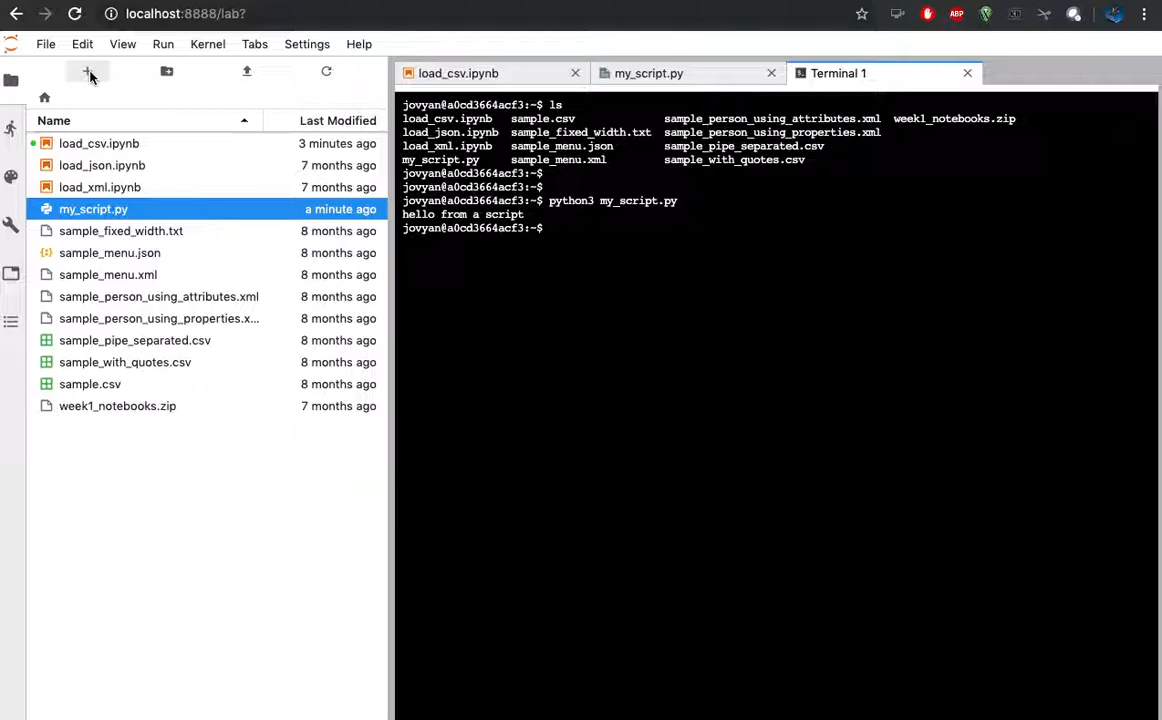 localhost:8888/lab?
ABP
File Edit View Run Kernel Tabs Settings Help
Name Last Modified
load_csv.ipynb 3 minutes ago
load_json.ipynb 7 months ago
load_xml.ipynb 7 months ago
my_script.py a minute ago
sample_fixed_width.txt 8 months ago
sample_menu.json 8 months ago
sample_menu.xml 8 months ago
sample_person_using_attributes.xml 8 months ago
sample_person_using_properties.x... 8 months ago
sample_pipe_separated.csv 8 months ago
sample_with_quotes.csv 8 months ago
sample.csv 8 months ago
week1_notebooks.zip 7 months ago
load_csv.ipynb my_script.py Terminal 1
jovyan@a0cd3664acf3:~$ ls
load_csv.ipynb sample.csv sample_person_using_attributes.xml week1_notebooks.zip
load_json.ipynb sample_fixed_width.txt sample_person_using_properties.xml
load_xml.ipynb sample_menu.json sample_pipe_separated.csv
my_script.py sample_menu.xml sample_with_quotes.csv
jovyan@a0cd3664acf3:~$
jovyan@a0cd3664acf3:~$
jovyan@a0cd3664acf3:~$ python3 my_script.py
hello from a script
jovyan@a0cd3664acf3:~$